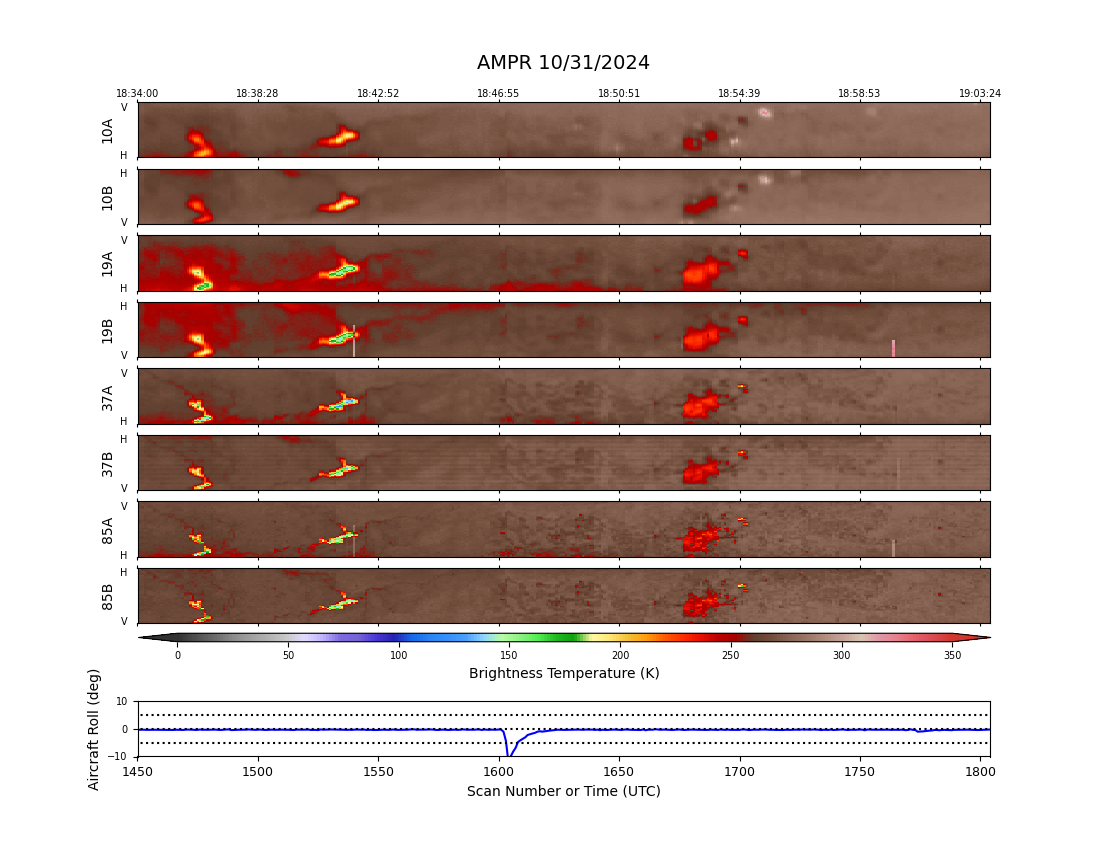 AMPR 10/31/2024
18:34:00 18:38:28 18:42:52 18:46:55 18:50:51 18:54:39 18:58:53 19:03:24
V
10A
H
H
10B
V
V
19A
H
H
19B
V
V
37A
H
H
37B
V
V
85A
H
H
85B
V
0 50 100 150 200 250 300 350
Brightness Temperature (K)
Aircraft Roll (deg)
10
0
−10
1450 1500 1550 1600 1650 1700 1750 1800
Scan Number or Time (UTC)